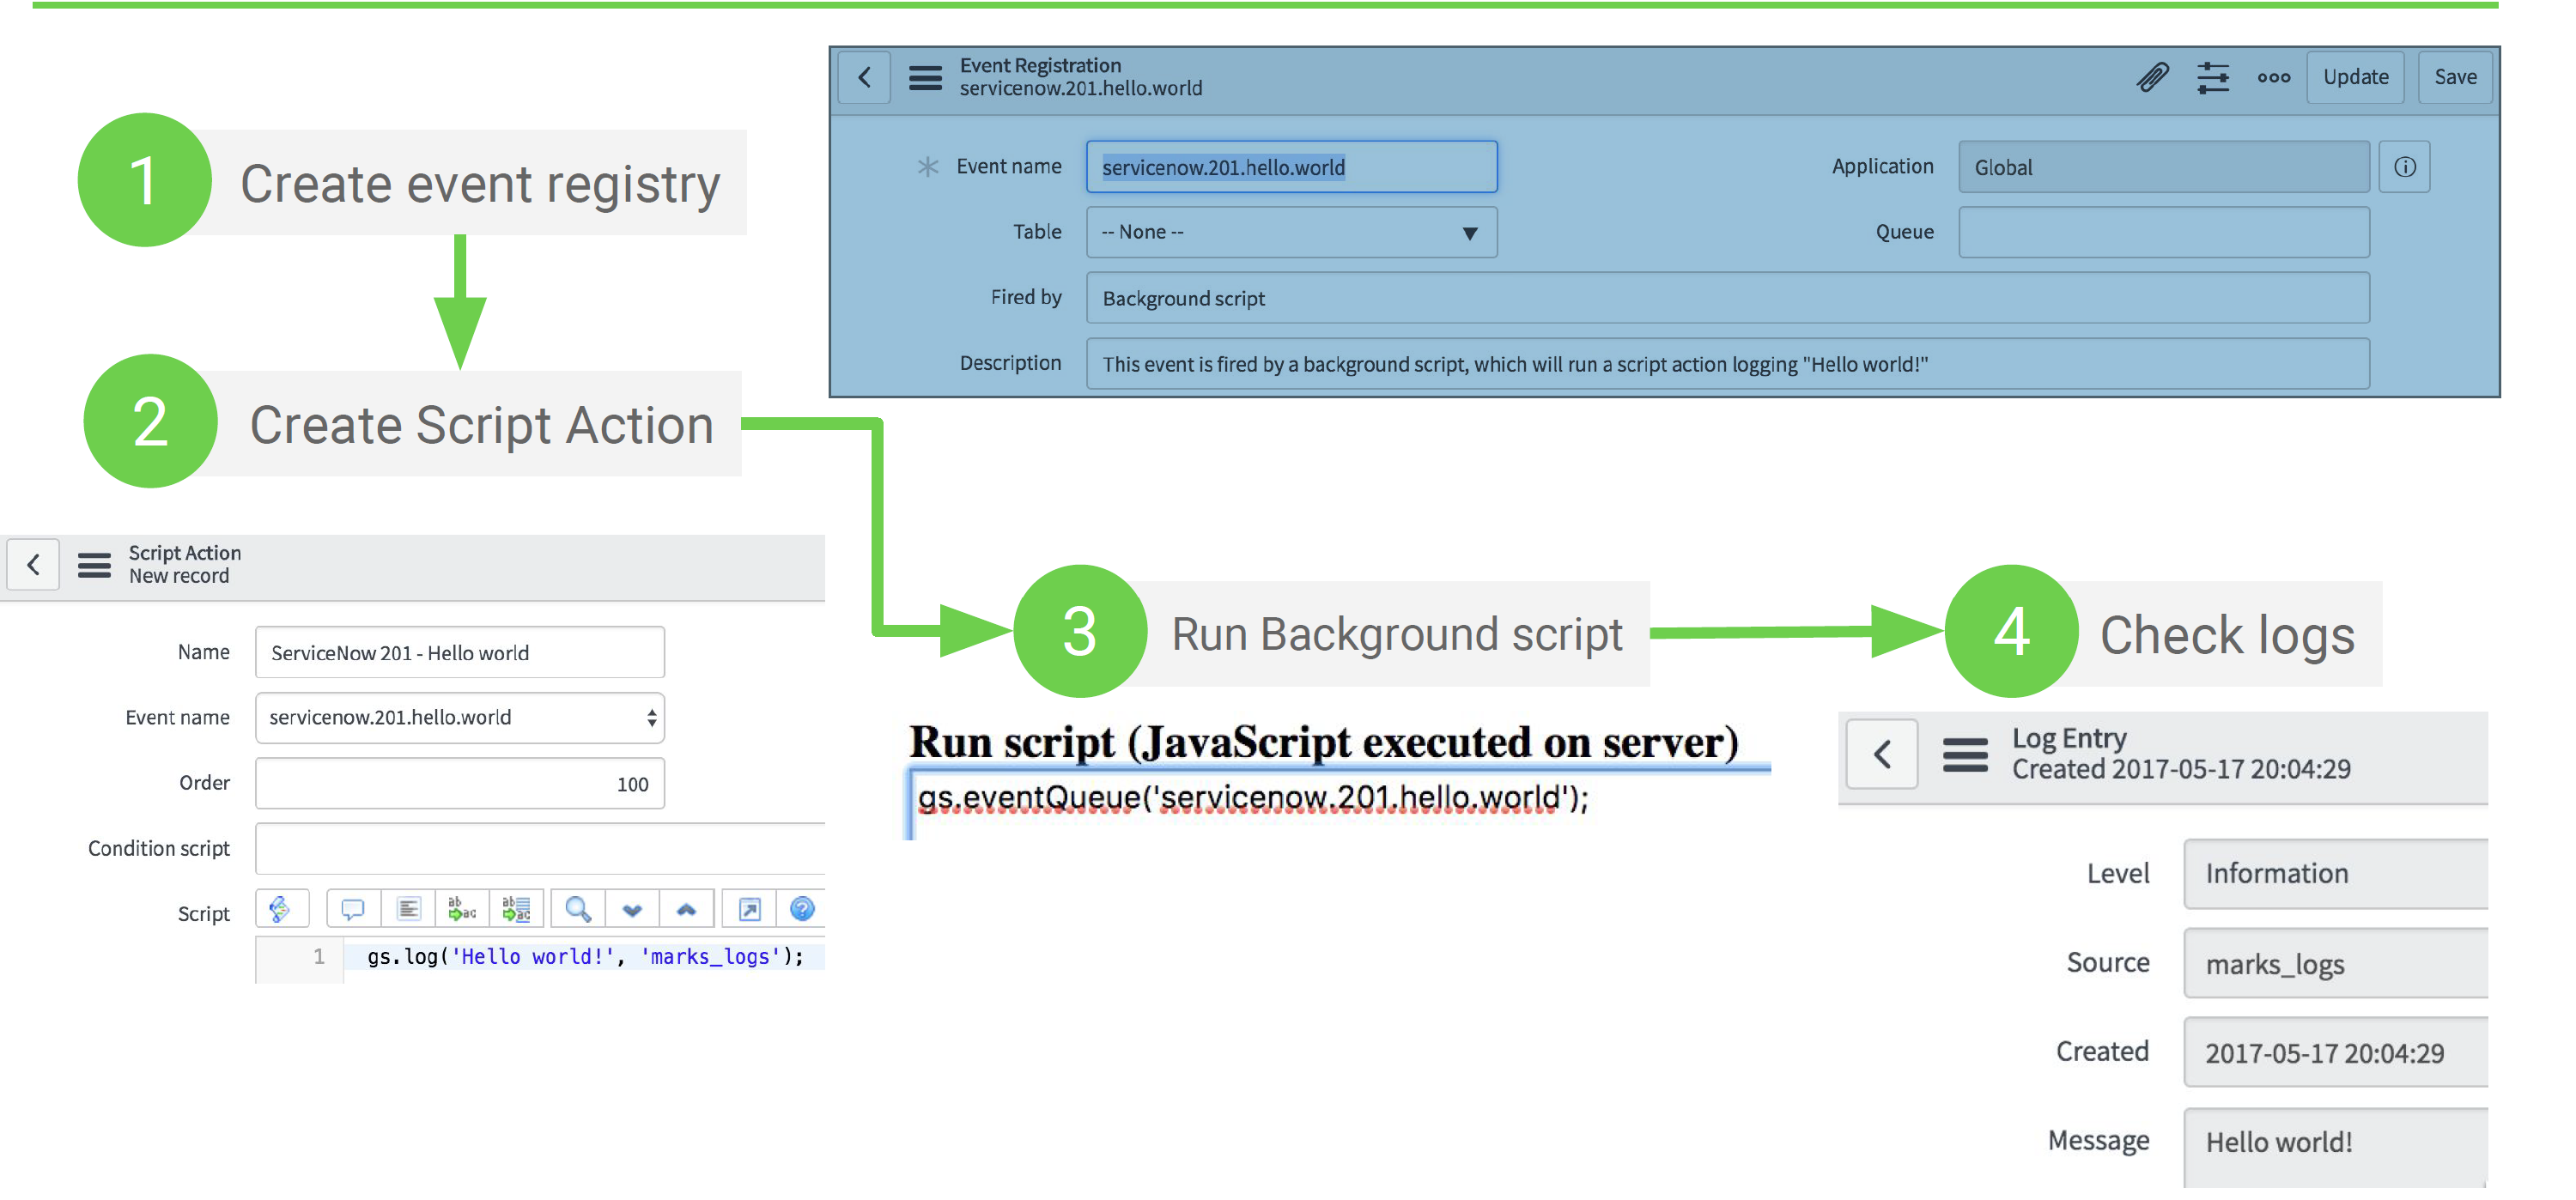 1
Create event registry
Event Registration
servicenow.201.hello.world
Update
Save
Event name
servicenow.201.hello.world
Application
Global
Table
-- None --
Queue
Fired by
Background script
Description
This event is fired by a background script, which will run a script action logging "Hello world!"
2
Create Script Action
Script Action
New record
Name
ServiceNow 201 - Hello world
Event name
servicenow.201.hello.world
Order
100
Condition script
Script
1
gs.log('Hello world!', 'marks_logs');
3
Run Background script
Run script (JavaScript executed on server)
gs.eventQueue('servicenow.201.hello.world');
4
Check logs
Log Entry
Created 2017-05-17 20:04:29
Level
Information
Source
marks_logs
Created
2017-05-17 20:04:29
Message
Hello world!